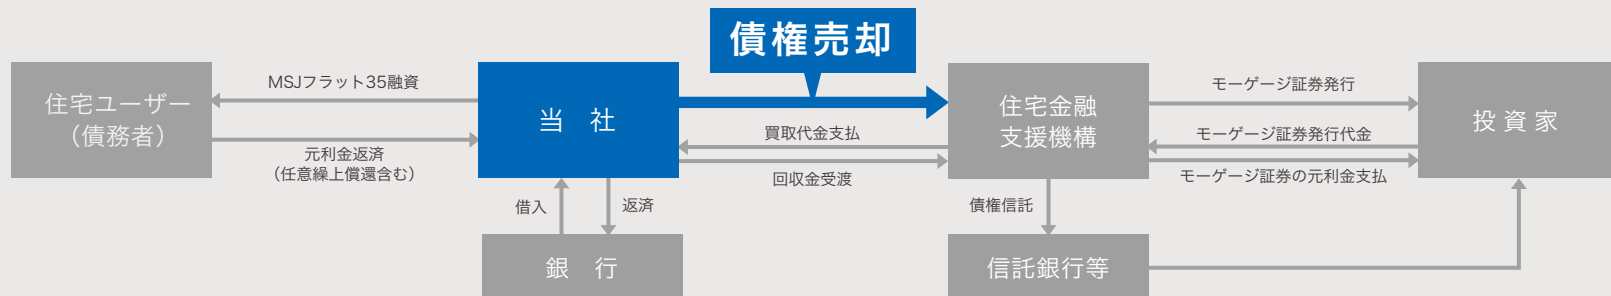 債権売却
住宅ユーザー
（債務者）
MSJフラット35融資
元利金返済
（任意繰上償還含む）
当 社
買取代金支払
回収金受渡
住宅金融
支援機構
モーゲージ証券発行
モーゲージ証券発行代金
モーゲージ証券の元利金支払
投資家
借入
返済
債権信託
銀 行
信託銀行等